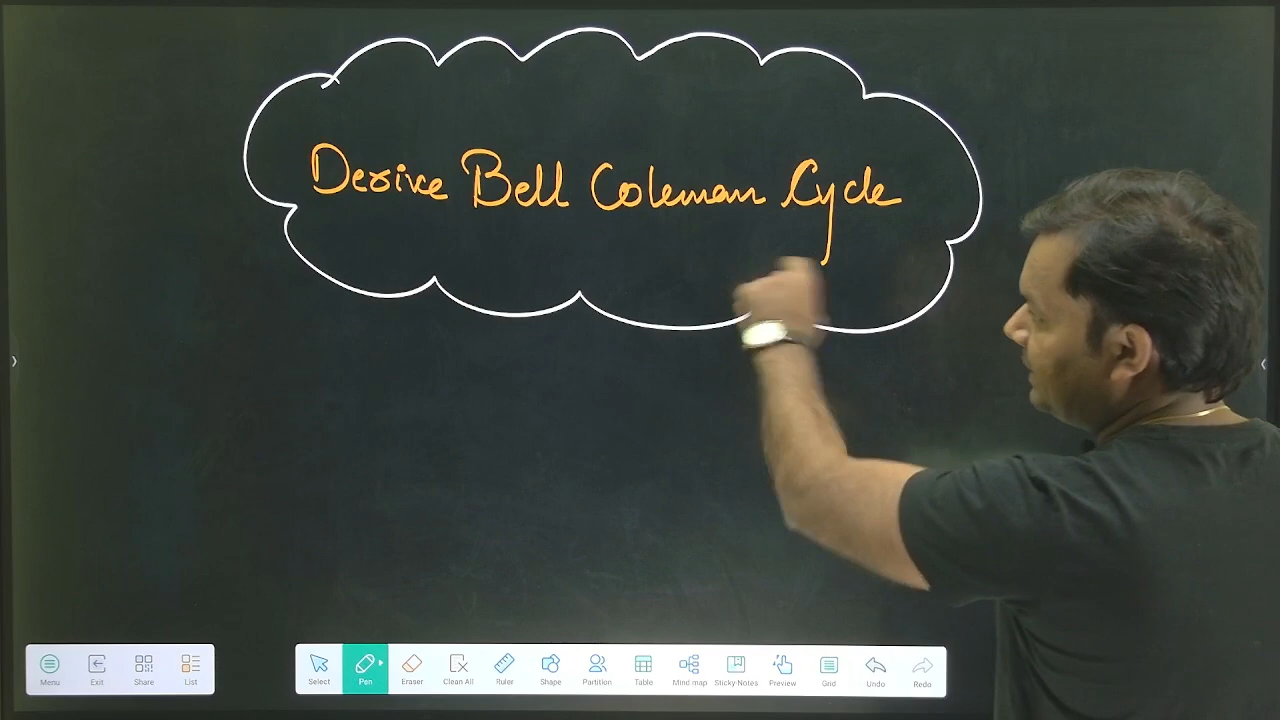 Derive Bell Coleman Cycle
Menu Exit Share List Select Pen Eraser Clean All Ruler Shape Partition Table Mind map Sticky-Notes Preview Grid Undo Redo